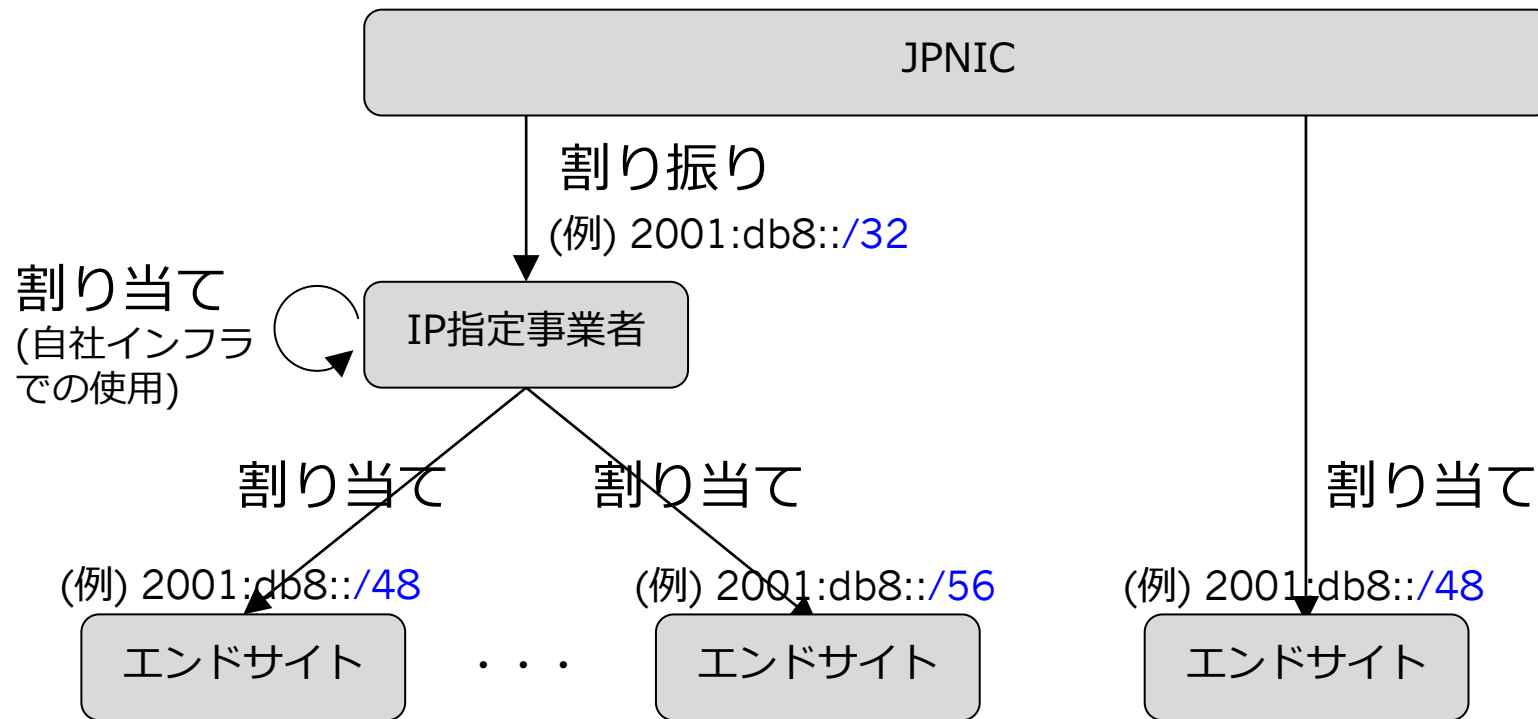 JPNIC
割り振り
(例) 2001:db8::/32
割り当て
(自社インフラ
での使用)
IP指定事業者
割り当て
割り当て
割り当て
(例) 2001:db8::/48
(例) 2001:db8::/56
(例) 2001:db8::/48
エンドサイト
・・・
エンドサイト
エンドサイト